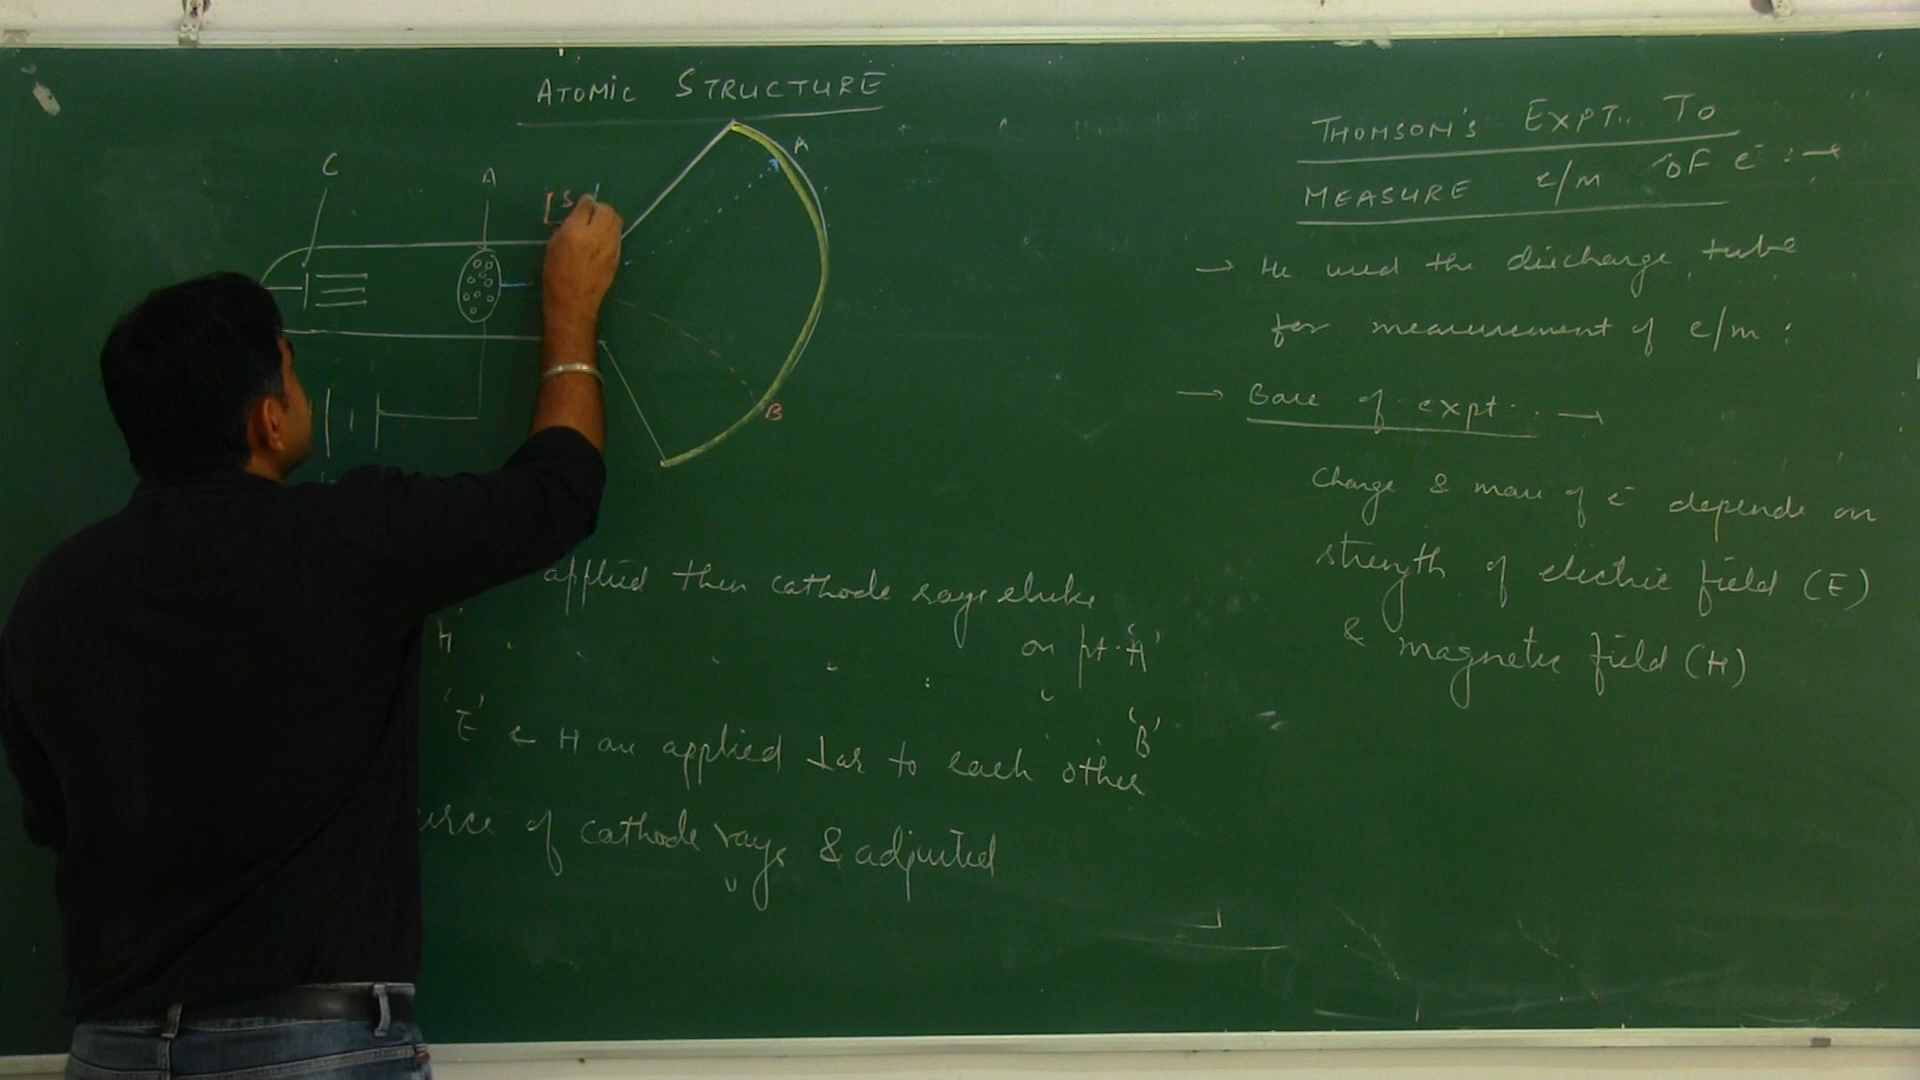 ATOMIC STRUCTURE
C
A
A
B
[S
applied then cathode rays strike
on pt. 'A'
'B'
'E' & H are applied ⊥ar to each other
of cathode rays & adjusted
THOMSON'S EXPT. TO
MEASURE e/m OF e⁻ :→
→ He used the discharge tube
for measurement of e/m :
→ Base of expt. →
Charge & mass of e⁻ depends on
strength of electric field (E)
& magnetic field (H)